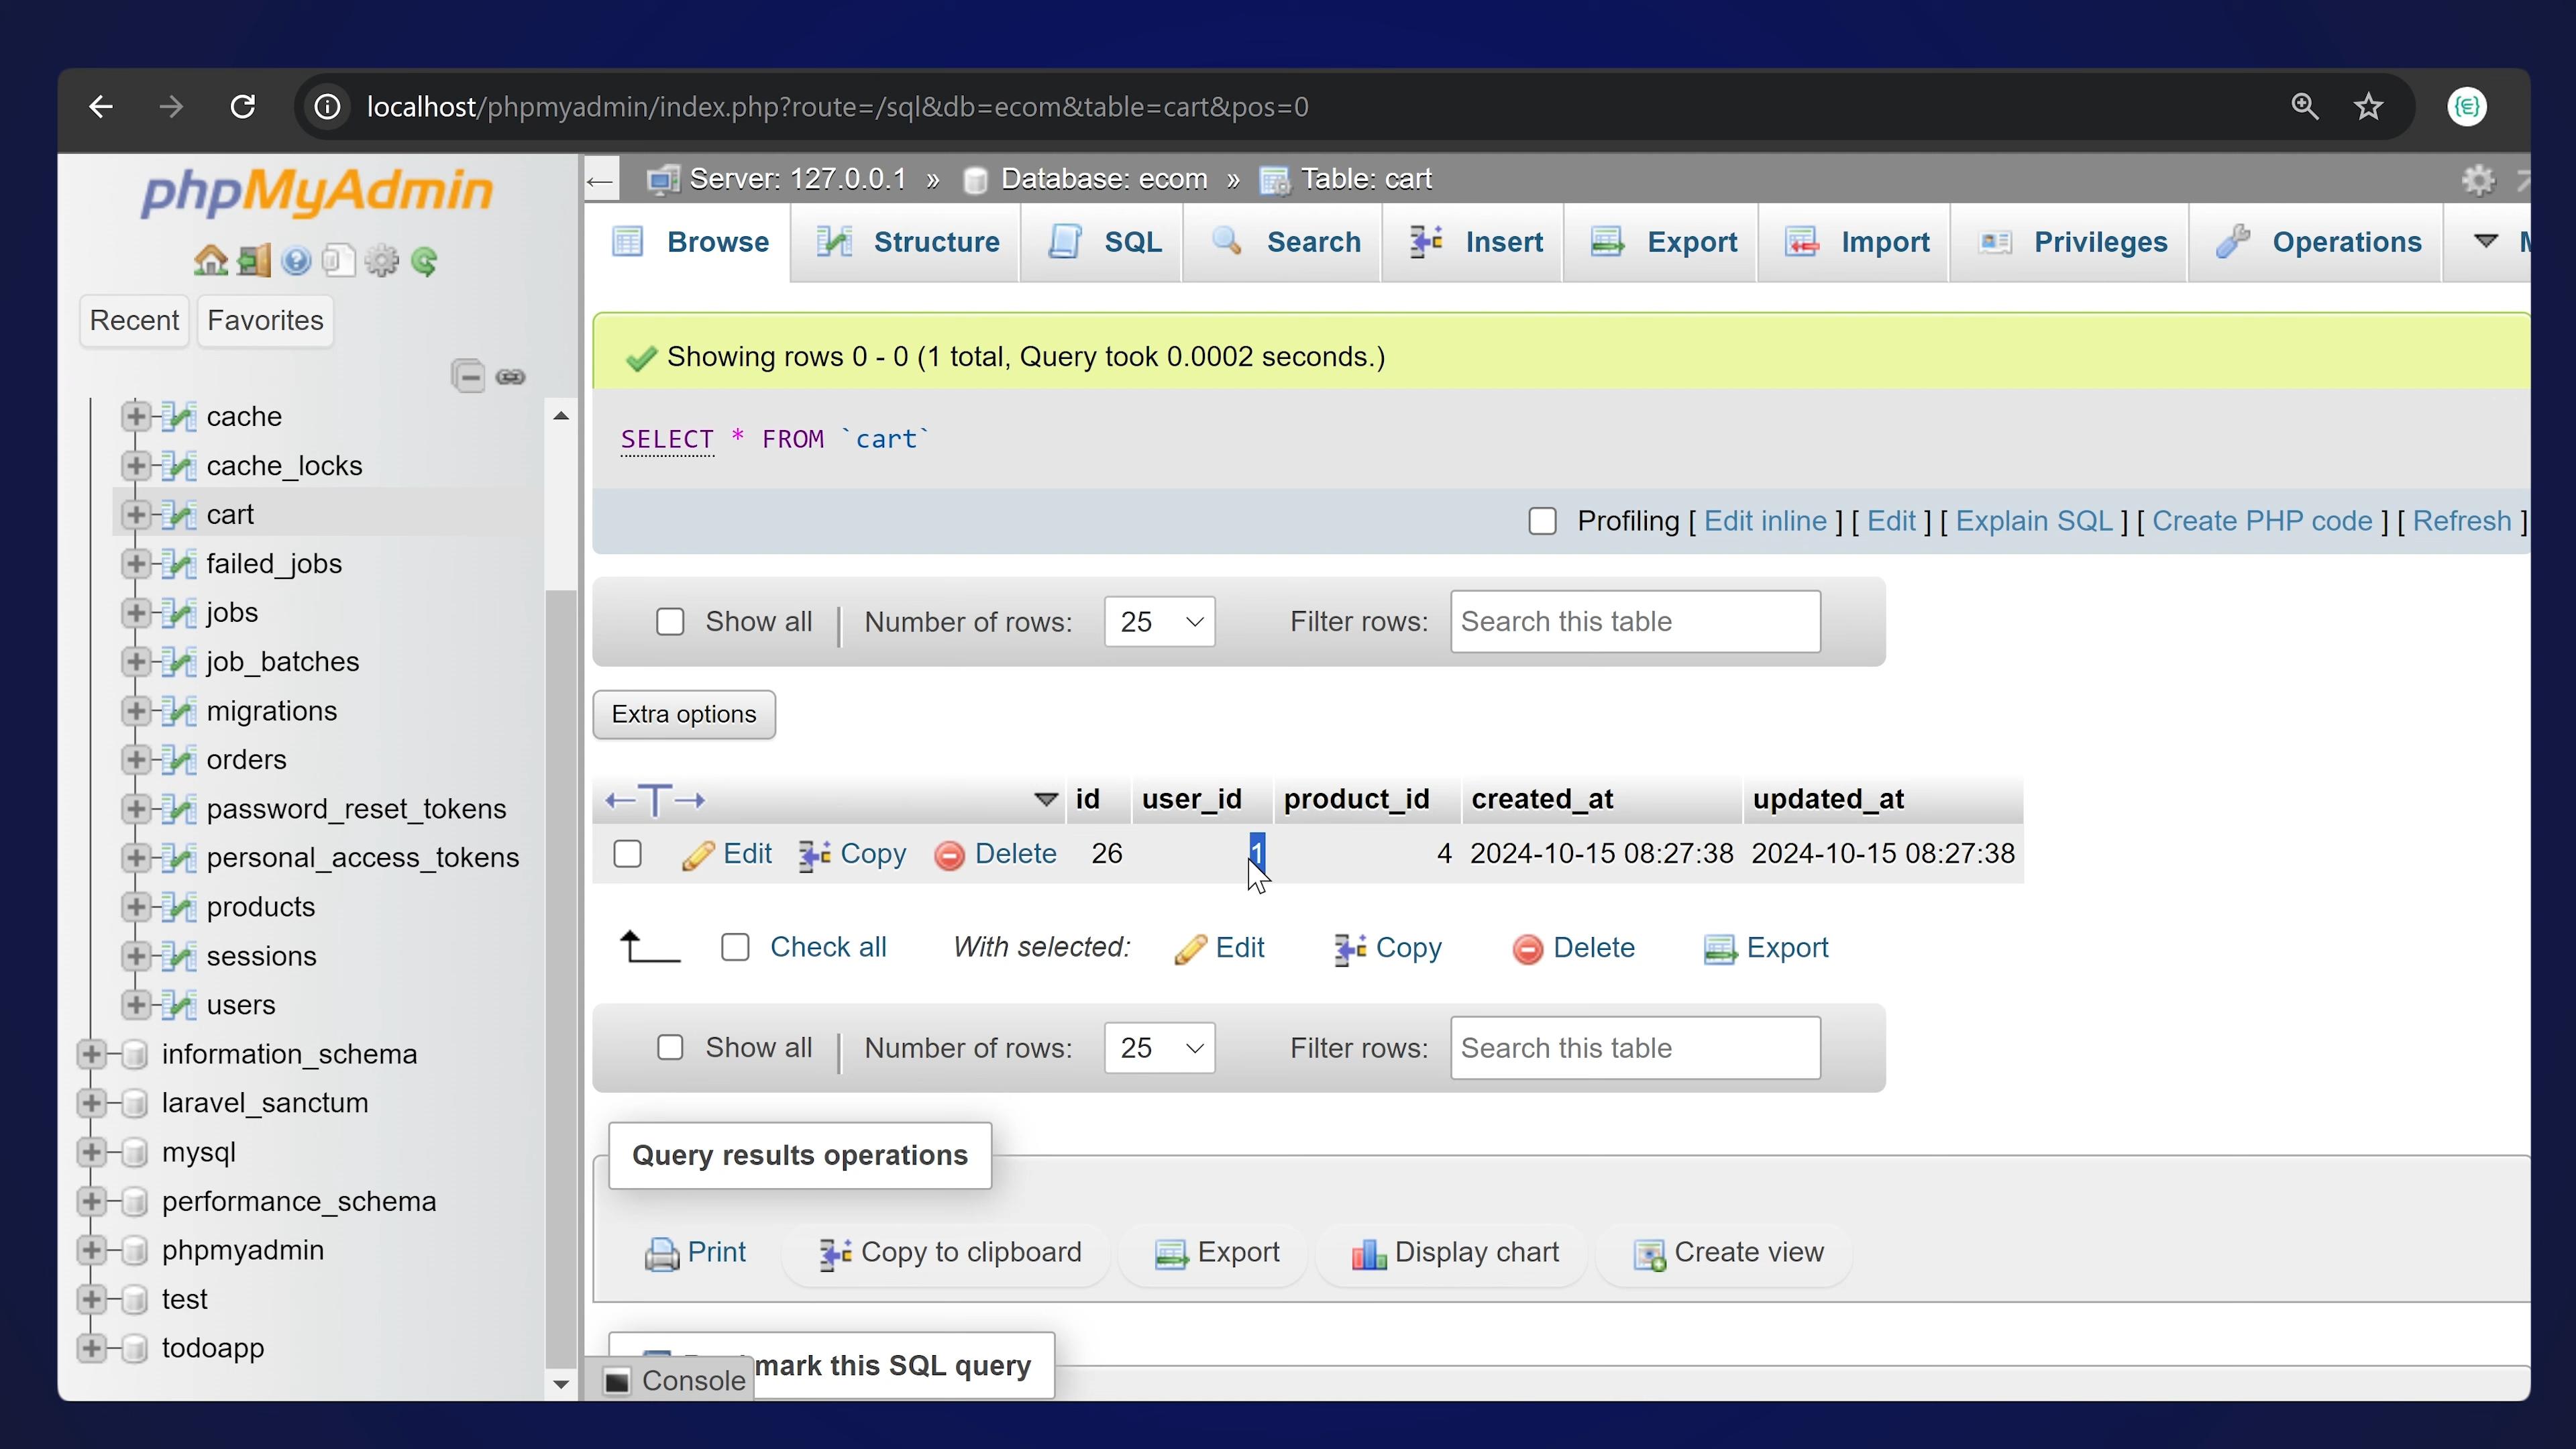 localhost/phpmyadmin/index.php?route=/sql&db=ecom&table=cart&pos=0
phpMyAdmin
Recent Favorites
cache
cache_locks
cart
failed_jobs
jobs
job_batches
migrations
orders
password_reset_tokens
personal_access_tokens
products
sessions
users
information_schema
laravel_sanctum
mysql
performance_schema
phpmyadmin
test
todoapp
Server: 127.0.0.1 » Database: ecom » Table: cart
Browse Structure SQL Search Insert Export Import Privileges Operations
Showing rows 0 - 0 (1 total, Query took 0.0002 seconds.)
SELECT * FROM `cart`
Profiling [ Edit inline ] [ Edit ] [ Explain SQL ] [ Create PHP code ] [ Refresh ]
Show all | Number of rows: 25 Filter rows: Search this table
Extra options
←T→ id user_id product_id created_at updated_at
Edit Copy Delete 26 1 4 2024-10-15 08:27:38 2024-10-15 08:27:38
Check all With selected: Edit Copy Delete Export
Show all | Number of rows: 25 Filter rows: Search this table
Query results operations
Print Copy to clipboard Export Display chart Create view
mark this SQL query
Console